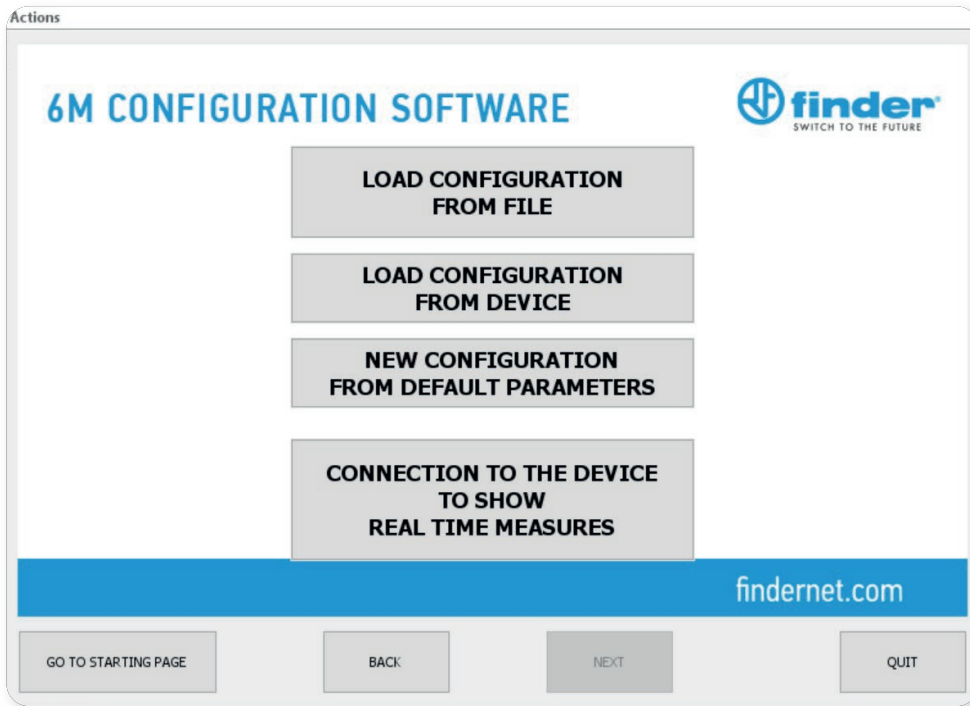 Actions
6M CONFIGURATION SOFTWARE
finder
SWITCH TO THE FUTURE
LOAD CONFIGURATION
FROM FILE
LOAD CONFIGURATION
FROM DEVICE
NEW CONFIGURATION
FROM DEFAULT PARAMETERS
CONNECTION TO THE DEVICE
TO SHOW
REAL TIME MEASURES
findernet.com
GO TO STARTING PAGE
BACK
NEXT
QUIT